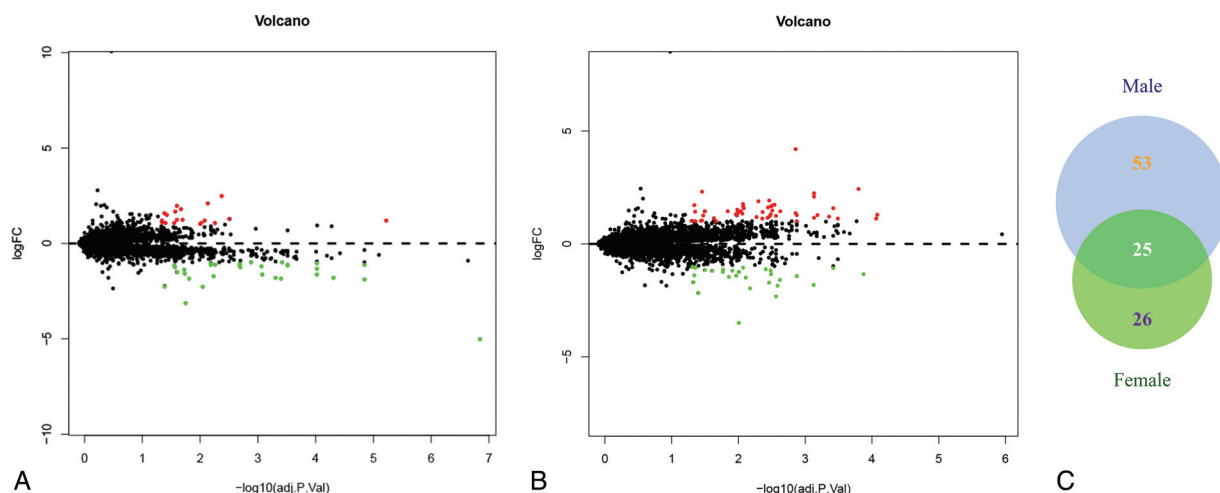 Volcano
10
5
0
−5
−10
logFC
0 1 2 3 4 5 6 7
−log10(adj.P.Val)
A
Volcano
5
0
−5
logFC
0 1 2 3 4 5 6
−log10(adj.P.Val)
B
Male
53
25
26
Female
C